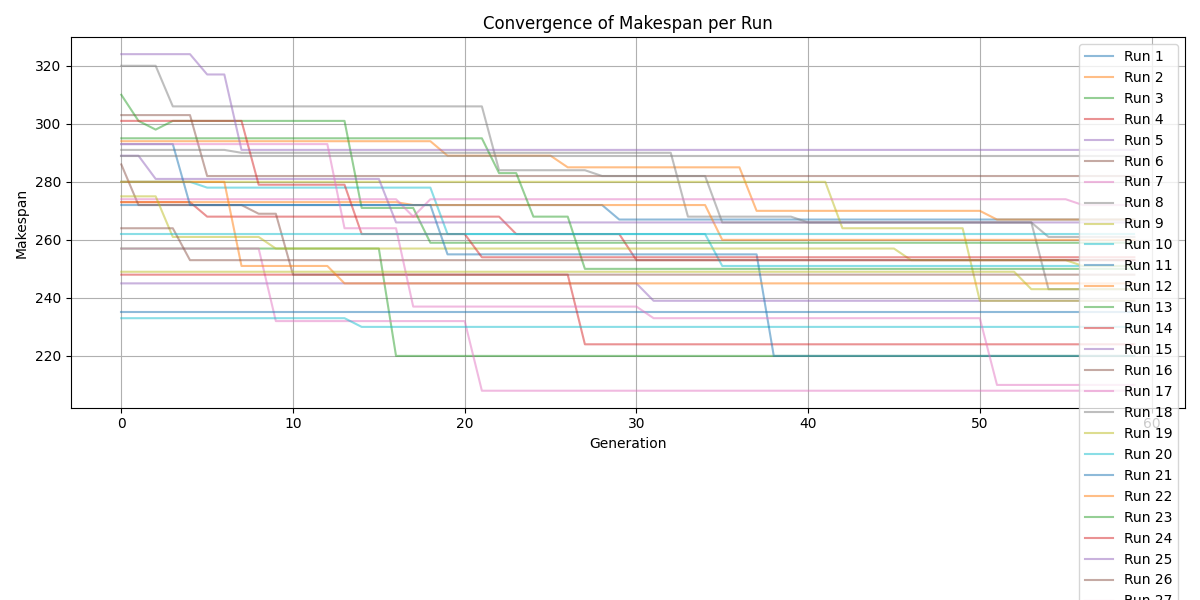 Convergence of Makespan per Run
Makespan
320
300
280
260
240
220
0
10
20
30
40
50
60
Generation
Run 1
Run 2
Run 3
Run 4
Run 5
Run 6
Run 7
Run 8
Run 9
Run 10
Run 11
Run 12
Run 13
Run 14
Run 15
Run 16
Run 17
Run 18
Run 19
Run 20
Run 21
Run 22
Run 23
Run 24
Run 25
Run 26
Run 27